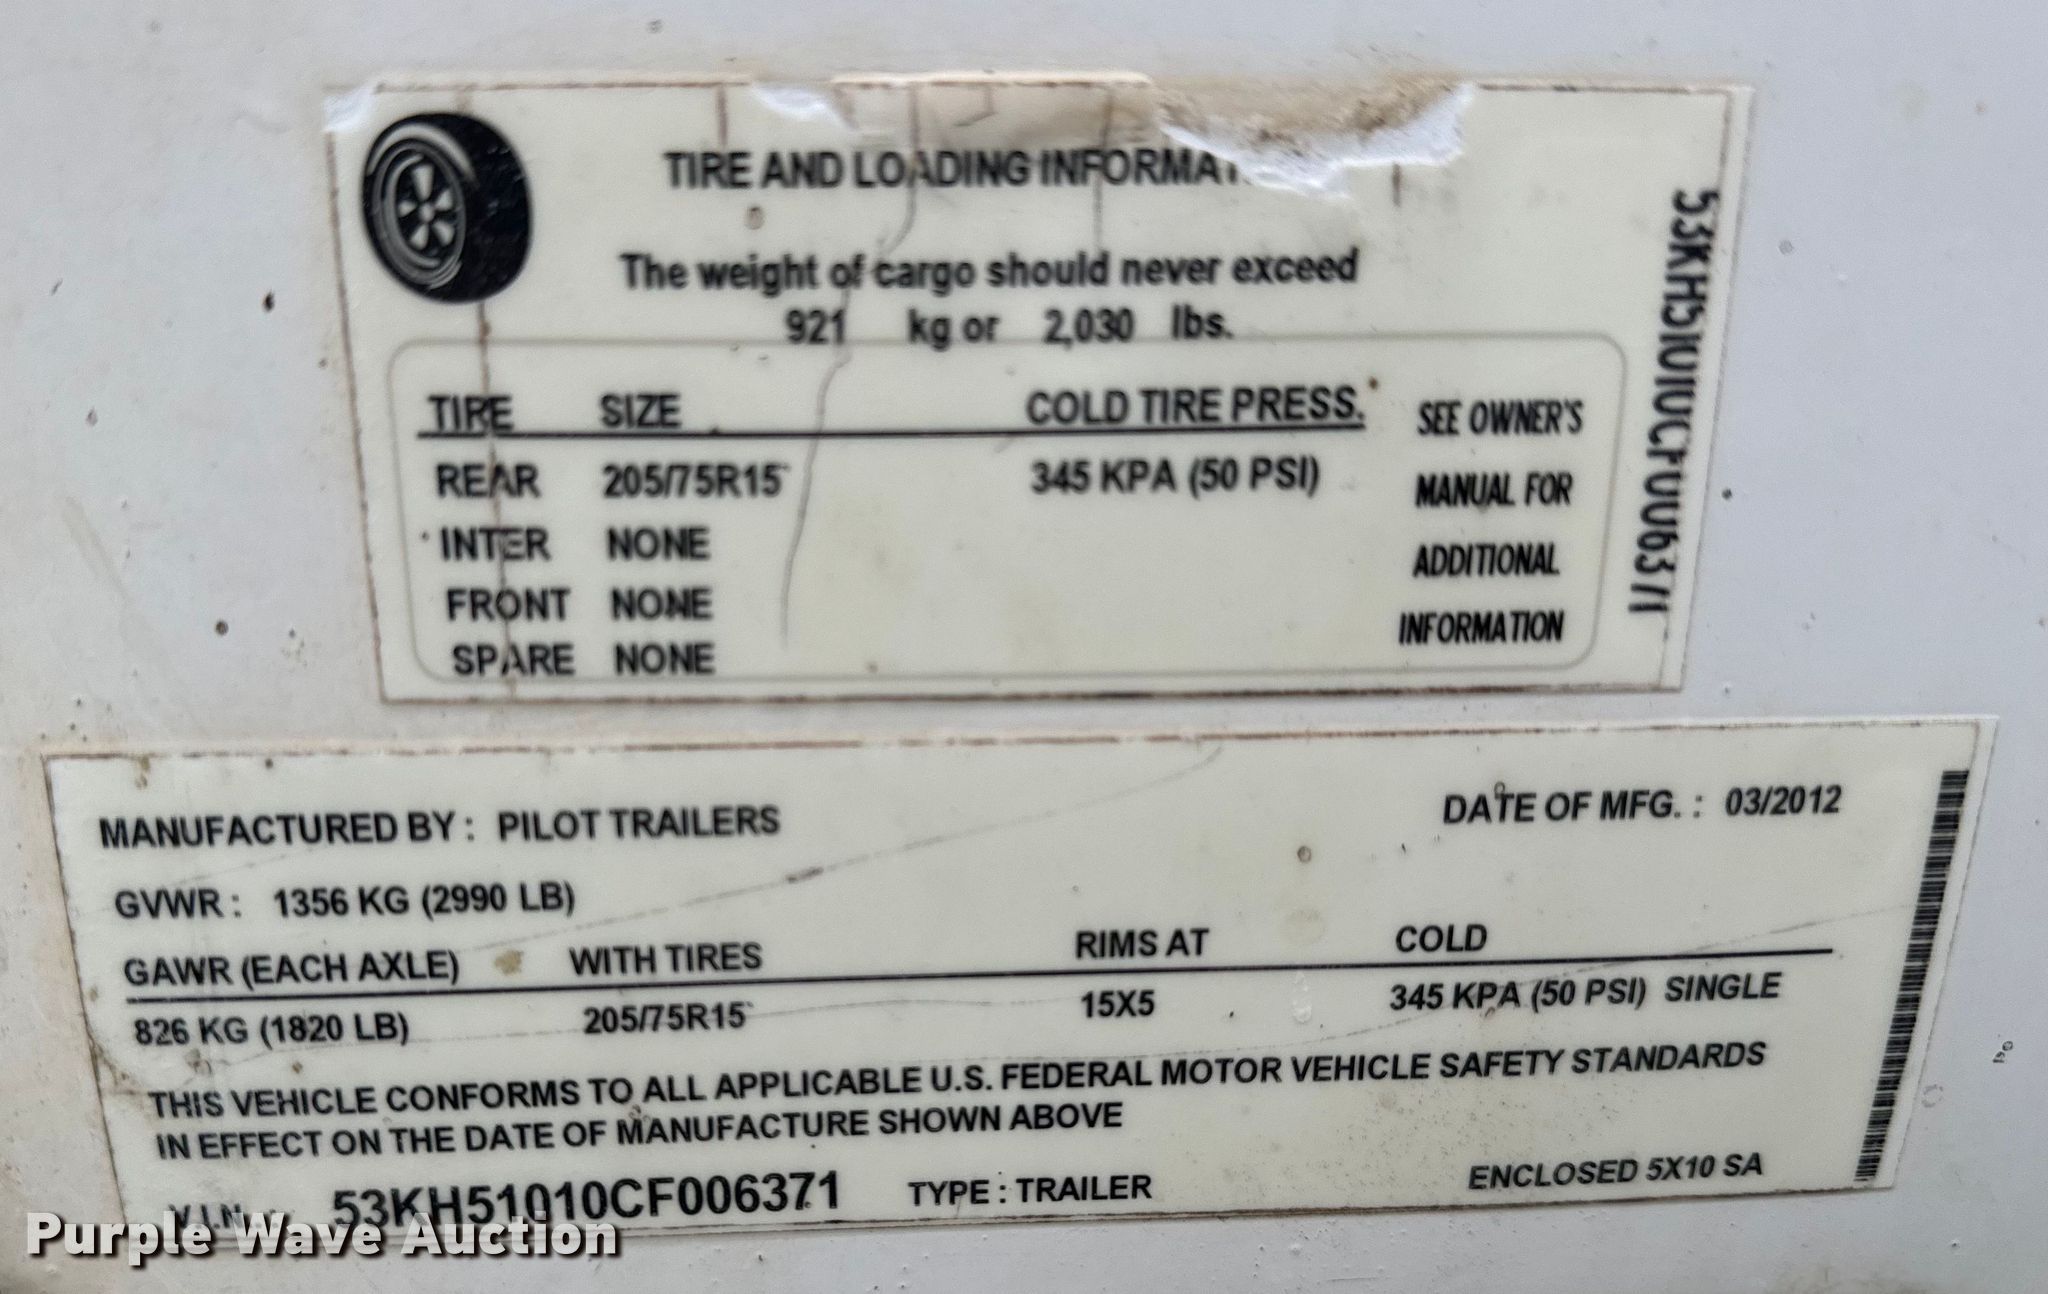 TIRE AND LOADING INFORMAT
The weight of cargo should never exceed
921 kg or 2,030 lbs.
TIRE SIZE COLD TIRE PRESS.
REAR 205/75R15 345 KPA (50 PSI)
INTER NONE
FRONT NONE
SPARE NONE
SEE OWNER'S
MANUAL FOR
ADDITIONAL
INFORMATION
53KH51010CF006371
MANUFACTURED BY : PILOT TRAILERS DATE OF MFG. : 03/2012
GVWR : 1356 KG (2990 LB)
GAWR (EACH AXLE) WITH TIRES RIMS AT COLD
826 KG (1820 LB) 205/75R15 15X5 345 KPA (50 PSI) SINGLE
THIS VEHICLE CONFORMS TO ALL APPLICABLE U.S. FEDERAL MOTOR VEHICLE SAFETY STANDARDS
IN EFFECT ON THE DATE OF MANUFACTURE SHOWN ABOVE
V.I.N. : 53KH51010CF006371 TYPE : TRAILER ENCLOSED 5X10 SA
Purple Wave Auction